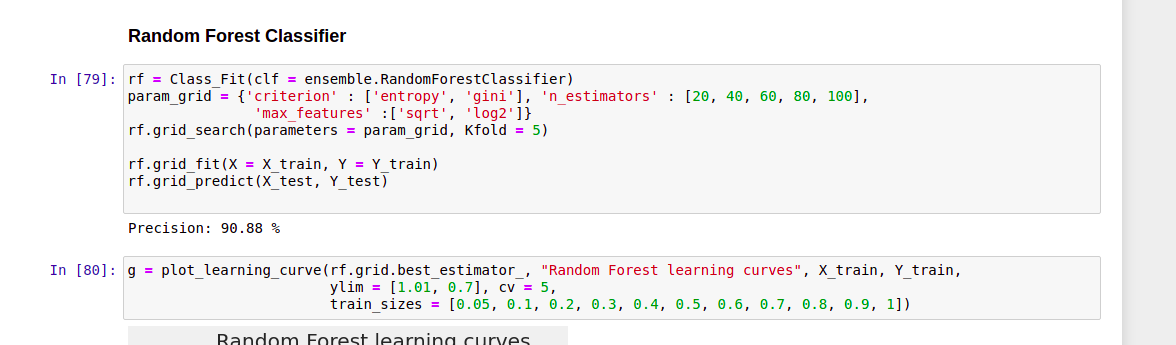 Random Forest Classifier
In [79]: rf = Class_Fit(clf = ensemble.RandomForestClassifier)
param_grid = {'criterion' : ['entropy', 'gini'], 'n_estimators' : [20, 40, 60, 80, 100],
'max_features' :['sqrt', 'log2']}
rf.grid_search(parameters = param_grid, Kfold = 5)
rf.grid_fit(X = X_train, Y = Y_train)
rf.grid_predict(X_test, Y_test)
Precision: 90.88 %
In [80]: g = plot_learning_curve(rf.grid.best_estimator_, "Random Forest learning curves", X_train, Y_train,
ylim = [1.01, 0.7], cv = 5,
train_sizes = [0.05, 0.1, 0.2, 0.3, 0.4, 0.5, 0.6, 0.7, 0.8, 0.9, 1])
Random Forest learning curves